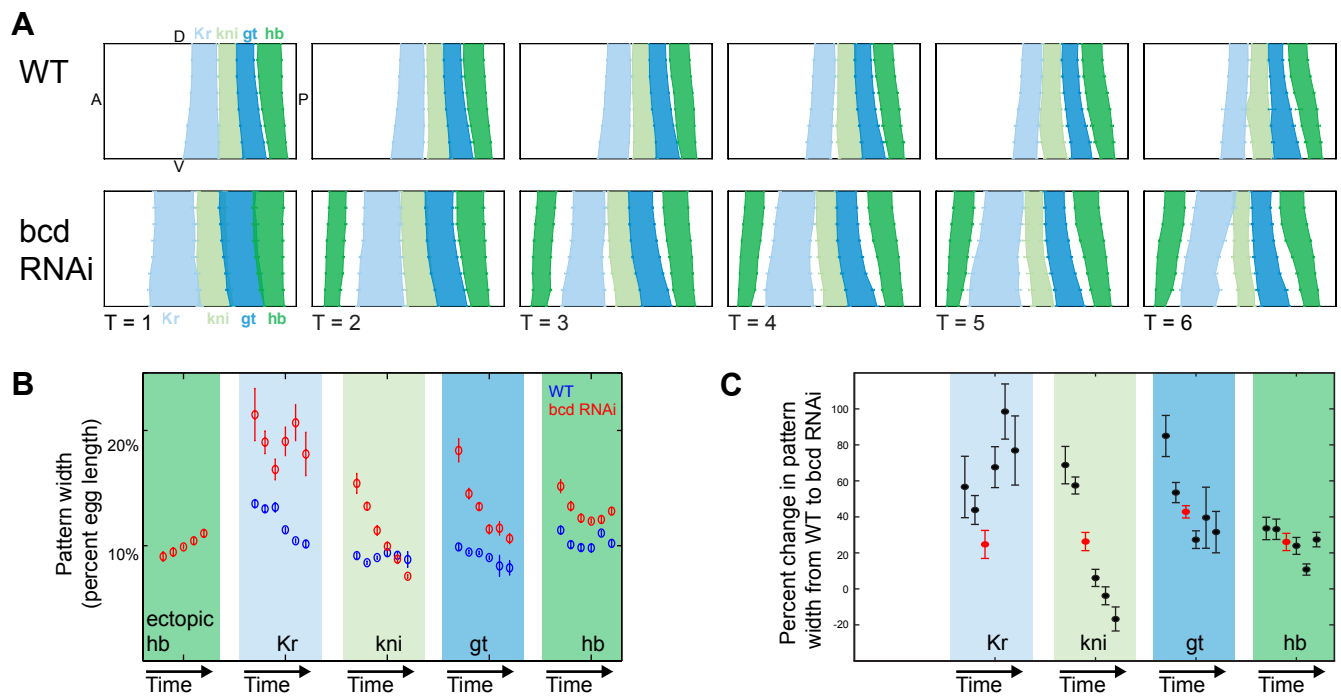 A
WT
D Kr kni gt hb
A P
V
bcd
RNAi
T = 1 Kr kni gt hb T = 2 T = 3 T = 4 T = 5 T = 6
B
Pattern width
(percent egg length)
20%
10%
WT
bcd RNAi
ectopic
hb Kr kni gt hb
Time Time Time Time Time
C
Percent change in pattern
width from WT to bcd RNAi
100
80
60
40
20
0
-20
Kr kni gt hb
Time Time Time Time